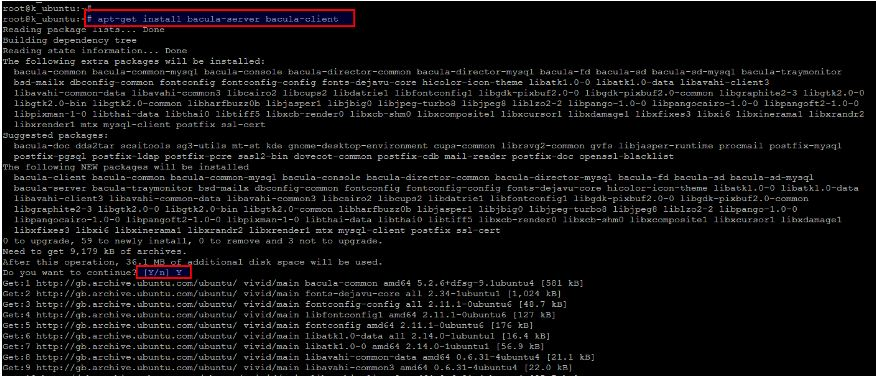 root@k_ubuntu:~#
root@k_ubuntu:~# apt-get install bacula-server bacula-client
Reading package lists... Done
Building dependency tree
Reading state information... Done
The following extra packages will be installed:
bacula-common bacula-common-mysql bacula-console bacula-director-common bacula-director-mysql bacula-fd bacula-sd bacula-sd-mysql bacula-traymonitor
bsd-mailx dbconfig-common fontconfig fontconfig-config fonts-dejavu-core hicolor-icon-theme libatk1.0-0 libatk1.0-data libavahi-client3
libavahi-common-data libavahi-common3 libcairo2 libcups2 libdatrie1 libfontconfig1 libgdk-pixbuf2.0-0 libgdk-pixbuf2.0-common libgraphite2-3 libgtk2.0-0
libgtk2.0-bin libgtk2.0-common libharfbuzz0b libjasper1 libjbig0 libjpeg-turbo8 libjpeg8 liblzo2-2 libpango-1.0-0 libpangocairo-1.0-0 libpangoft2-1.0-0
libpixman-1-0 libthai-data libthai0 libtiff5 libxcb-render0 libxcb-shm0 libxcomposite1 libxcursor1 libxdamage1 libxfixes3 libxi6 libxinerama1 libxrandr2
libxrender1 mtx mysql-client postfix ssl-cert
Suggested packages:
bacula-doc dds2tar scsitools sg3-utils mt-st kde gnome-desktop-environment cups-common librsvg2-common gvfs libjasper-runtime procmail postfix-mysql
postfix-pgsql postfix-ldap postfix-pcre sasl2-bin dovecot-common postfix-cdb mail-reader postfix-doc openssl-blacklist
The following NEW packages will be installed
bacula-client bacula-common bacula-common-mysql bacula-console bacula-director-common bacula-director-mysql bacula-fd bacula-sd bacula-sd-mysql
bacula-server bacula-traymonitor bsd-mailx dbconfig-common fontconfig fontconfig-config fonts-dejavu-core hicolor-icon-theme libatk1.0-0 libatk1.0-data
libavahi-client3 libavahi-common-data libavahi-common3 libcairo2 libcups2 libdatrie1 libfontconfig1 libgdk-pixbuf2.0-0 libgdk-pixbuf2.0-common
libgraphite2-3 libgtk2.0-0 libgtk2.0-bin libgtk2.0-common libharfbuzz0b libjasper1 libjbig0 libjpeg-turbo8 libjpeg8 liblzo2-2 libpango-1.0-0
libpangocairo-1.0-0 libpangoft2-1.0-0 libpixman-1-0 libthai-data libthai0 libtiff5 libxcb-render0 libxcb-shm0 libxcomposite1 libxcursor1 libxdamage1
libxfixes3 libxi6 libxinerama1 libxrandr2 libxrender1 mtx mysql-client postfix ssl-cert
0 to upgrade, 59 to newly install, 0 to remove and 3 not to upgrade.
Need to get 9,179 kB of archives.
After this operation, 36.1 MB of additional disk space will be used.
Do you want to continue? [Y/n] Y
Get:1 http://gb.archive.ubuntu.com/ubuntu/ vivid/main bacula-common amd64 5.2.6+dfsg-9.1ubuntu4 [581 kB]
Get:2 http://gb.archive.ubuntu.com/ubuntu/ vivid/main fonts-dejavu-core all 2.34-1ubuntu1 [1,024 kB]
Get:3 http://gb.archive.ubuntu.com/ubuntu/ vivid/main fontconfig-config all 2.11.1-0ubuntu6 [48.7 kB]
Get:4 http://gb.archive.ubuntu.com/ubuntu/ vivid/main libfontconfig1 amd64 2.11.1-0ubuntu6 [127 kB]
Get:5 http://gb.archive.ubuntu.com/ubuntu/ vivid/main fontconfig amd64 2.11.1-0ubuntu6 [176 kB]
Get:6 http://gb.archive.ubuntu.com/ubuntu/ vivid/main libatk1.0-data all 2.14.0-1ubuntu1 [16.4 kB]
Get:7 http://gb.archive.ubuntu.com/ubuntu/ vivid/main libatk1.0-0 amd64 2.14.0-1ubuntu1 [56.9 kB]
Get:8 http://gb.archive.ubuntu.com/ubuntu/ vivid/main libavahi-common-data amd64 0.6.31-4ubuntu4 [21.1 kB]
Get:9 http://gb.archive.ubuntu.com/ubuntu/ vivid/main libavahi-common3 amd64 0.6.31-4ubuntu4 [22.0 kB]